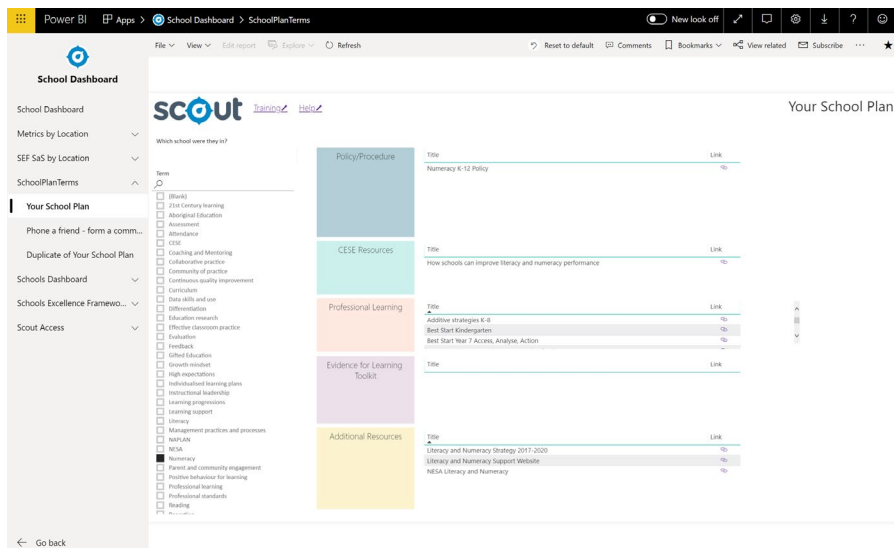 Power BI
Apps
School Dashboard
SchoolPlanTerms
New look off
File
View
Edit report
Explore
Refresh
Reset to default
Comments
Bookmarks
View related
Subscribe
School Dashboard
School Dashboard
Metrics by Location
SEF SaS by Location
SchoolPlanTerms
Your School Plan
Phone a friend - form a comm...
Duplicate of Your School Plan
Schools Dashboard
Schools Excellence Framewo...
Scout Access
Go back
scout
Training
Help
Your School Plan
Which school were they in?
Term
(Blank)
21st Century learning
Aboriginal Education
Assessment
Attendance
CESE
Coaching and Mentoring
Collaborative practice
Community of practice
Continuous quality improvement
Curriculum
Data skills and use
Differentiation
Education research
Effective classroom practice
Evaluation
Feedback
Gifted Education
Growth mindset
High expectations
Individualised learning plans
Instructional leadership
Learning progressions
Learning support
Literacy
Management practices and processes
NAPLAN
NESA
Numeracy
Parent and community engagement
Positive behaviour for learning
Professional learning
Professional standards
Reading
Policy/Procedure
Title Link
Numeracy K-12 Policy
CESE Resources
Title Link
How schools can improve literacy and numeracy performance
Professional Learning
Title Link
Additive strategies K-8
Best Start Kindergarten
Best Start Year 7 Access, Analyse, Action
Evidence for Learning
Toolkit
Title Link
Additional Resources
Title Link
Literacy and Numeracy Strategy 2017-2020
Literacy and Numeracy Support Website
NESA Literacy and Numeracy